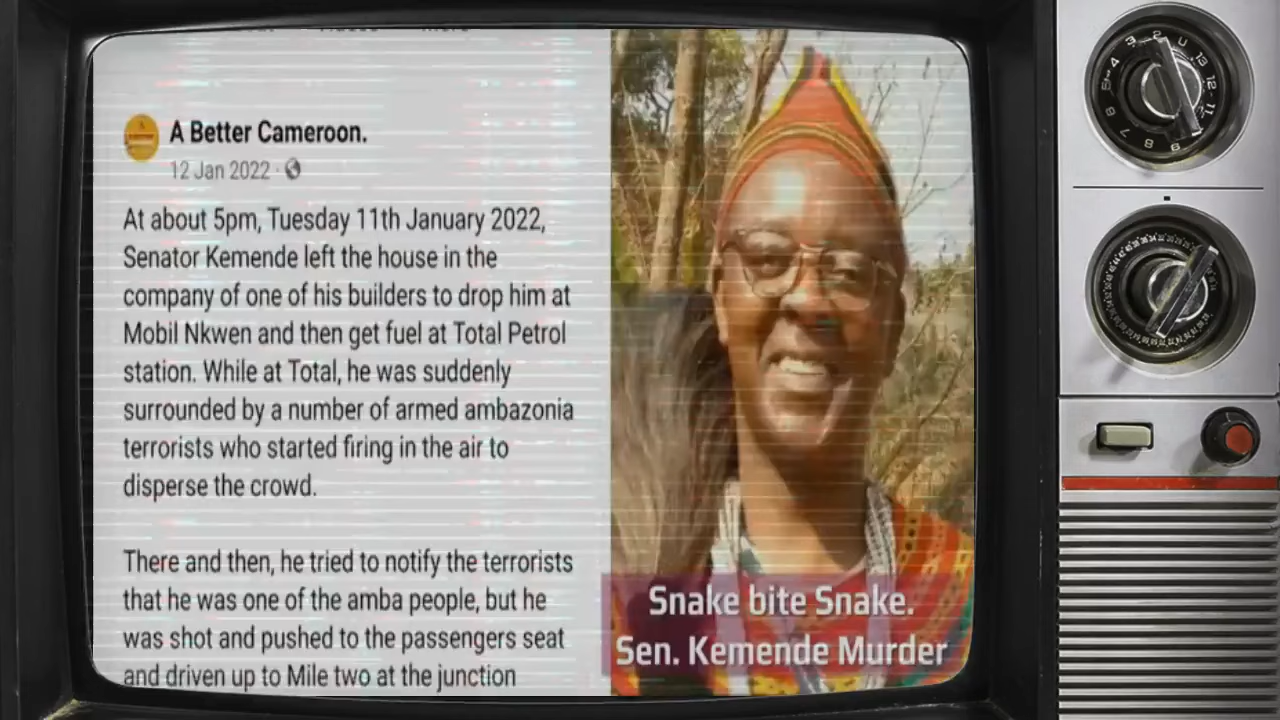 A Better Cameroon.
12 Jan 2022 ·
At about 5pm, Tuesday 11th January 2022,
Senator Kemende left the house in the
company of one of his builders to drop him at
Mobil Nkwen and then get fuel at Total Petrol
station. While at Total, he was suddenly
surrounded by a number of armed ambazonia
terrorists who started firing in the air to
disperse the crowd.
There and then, he tried to notify the terrorists
that he was one of the amba people, but he
was shot and pushed to the passengers seat
and driven up to Mile two at the junction
Snake bite Snake.
Sen. Kemende Murder